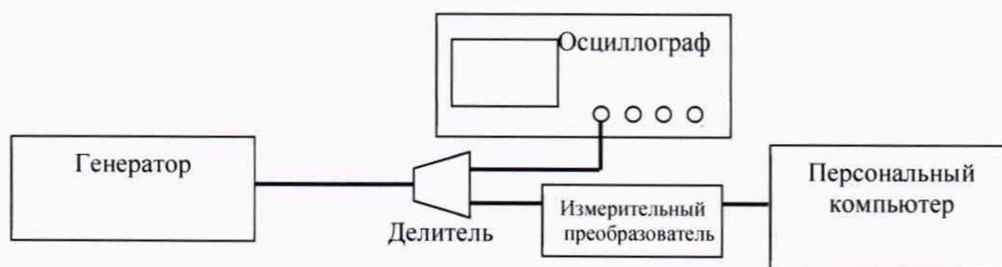 Осциллограф
Генератор
Делитель
Измерительный
преобразователь
Персональный
компьютер